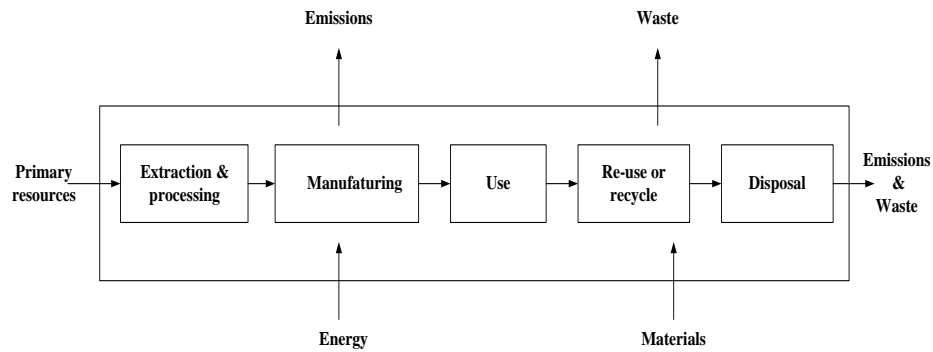 Emissions
Waste
Primary
resources
Extraction &
processing
Manufaturing
Use
Re-use or
recycle
Disposal
Emissions
&
Waste
Energy
Materials